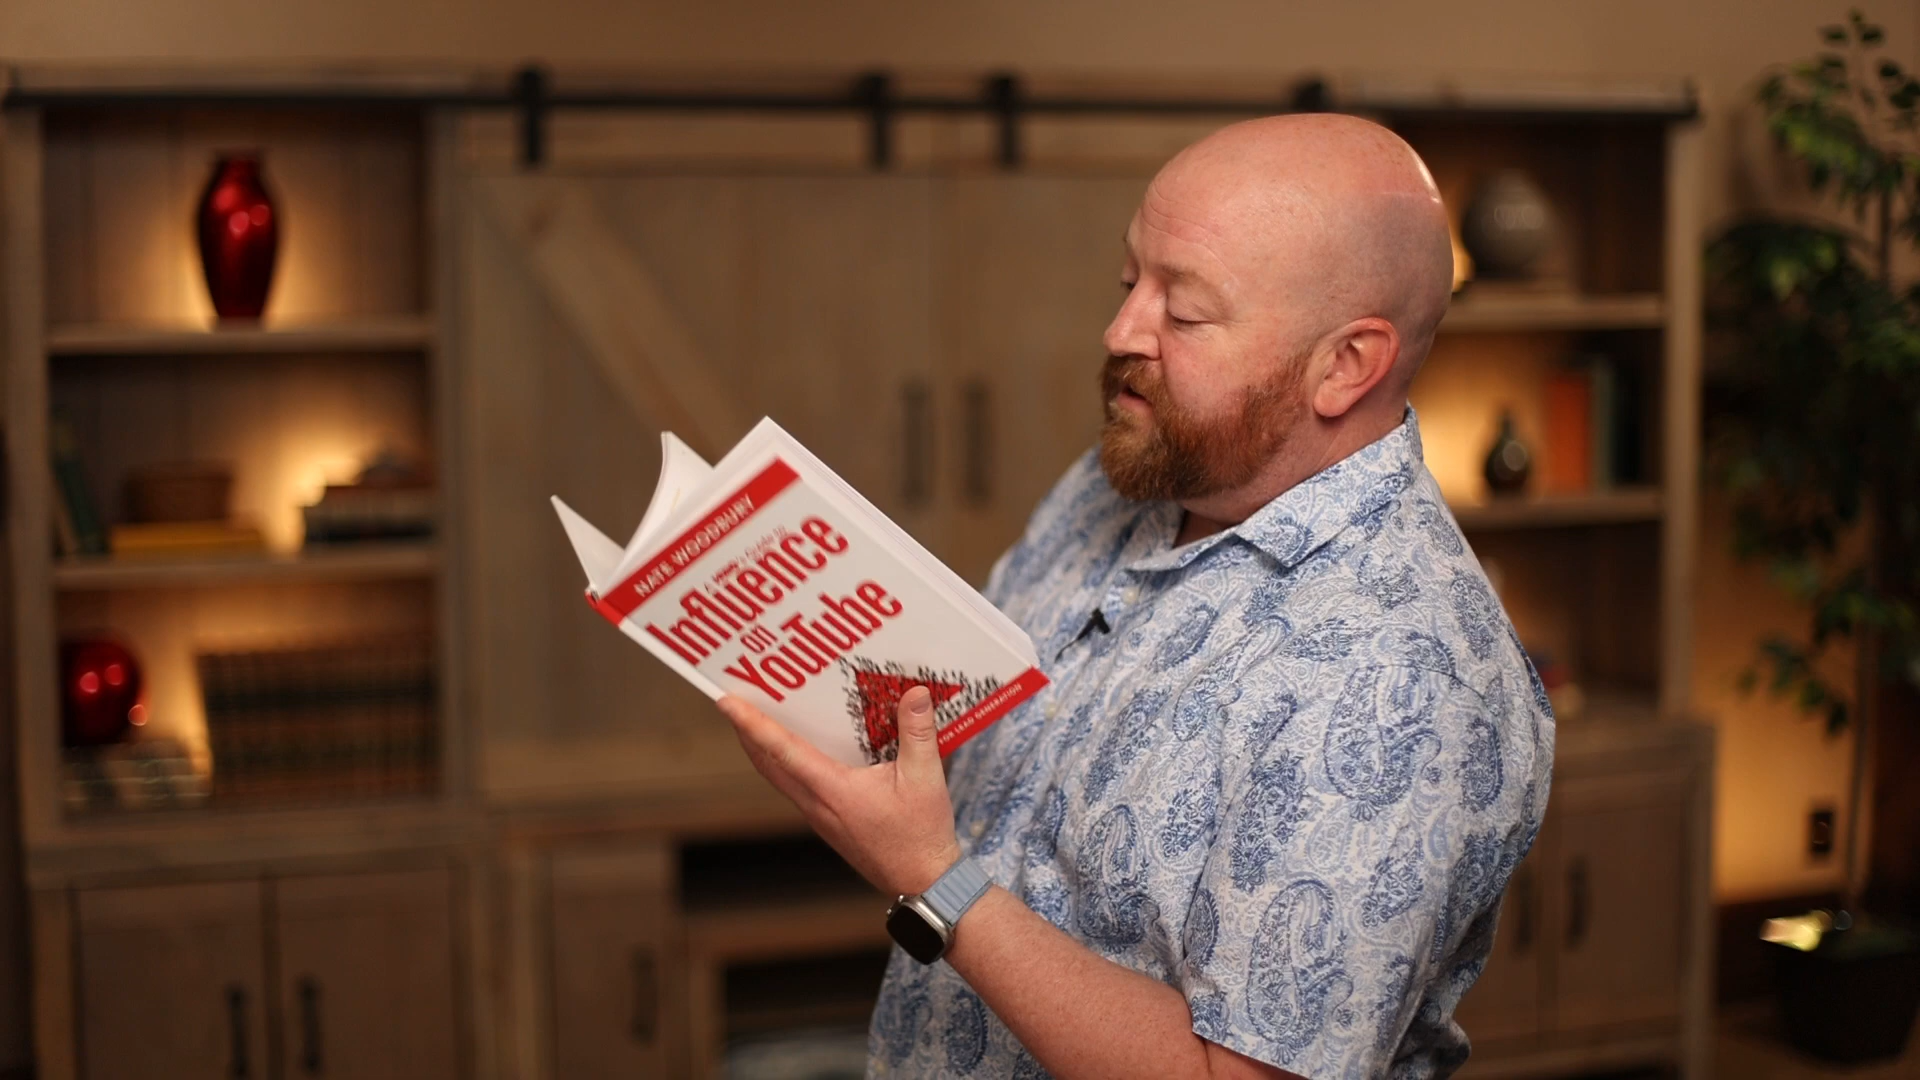 NATE WOODBURY
Influence
on
YouTube
FOR LEAD GENERATION